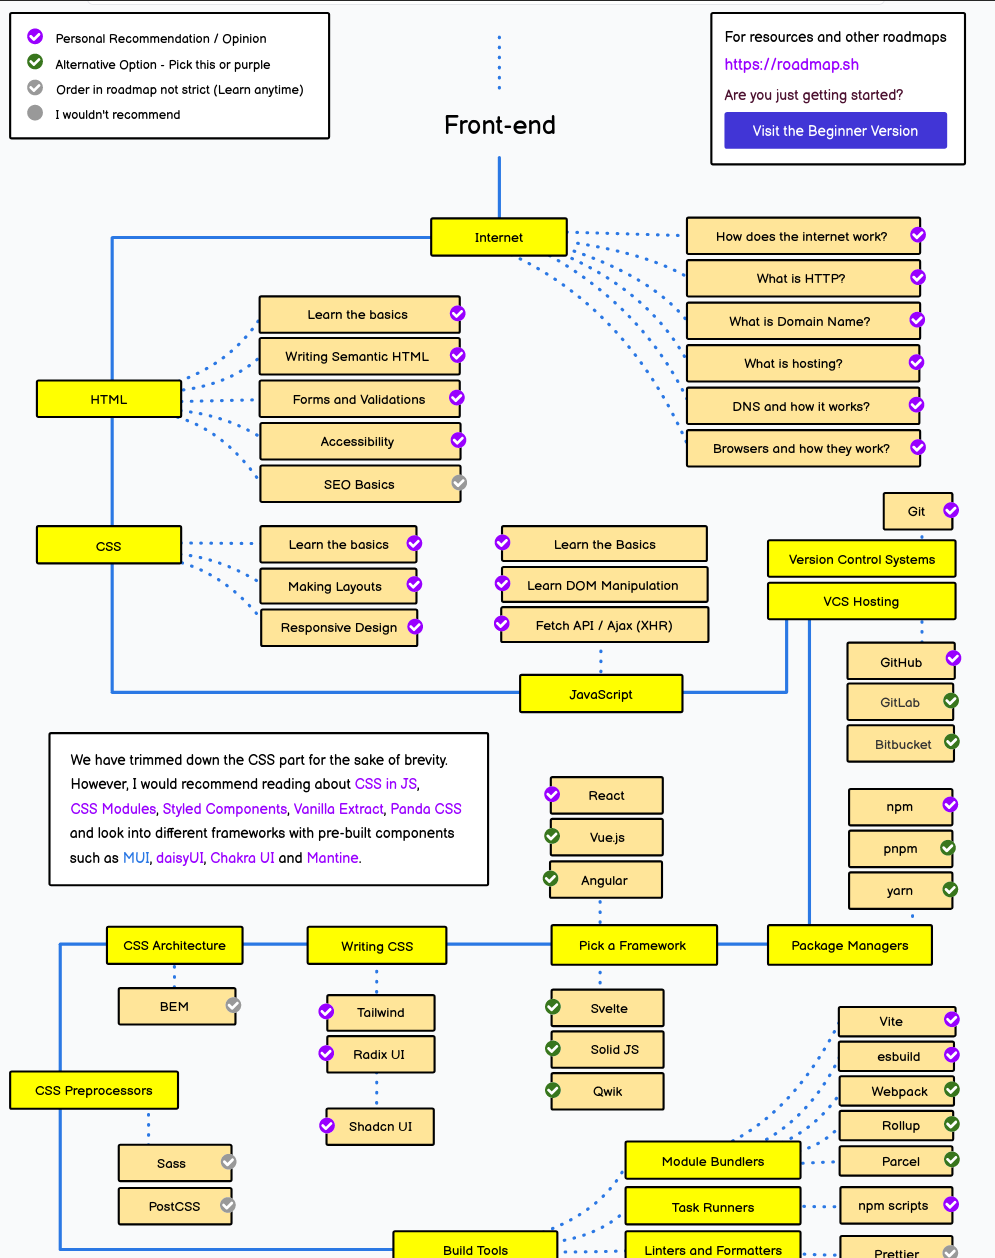 Personal Recommendation / Opinion
Alternative Option - Pick this or purple
Order in roadmap not strict (Learn anytime)
I wouldn't recommend
For resources and other roadmaps
https://roadmap.sh
Are you just getting started?
Visit the Beginner Version
Front-end
Internet
How does the internet work?
What is HTTP?
What is Domain Name?
What is hosting?
DNS and how it works?
Browsers and how they work?
HTML
Learn the basics
Writing Semantic HTML
Forms and Validations
Accessibility
SEO Basics
CSS
Learn the basics
Making Layouts
Responsive Design
Learn the Basics
Learn DOM Manipulation
Fetch API / Ajax (XHR)
JavaScript
Git
Version Control Systems
VCS Hosting
GitHub
GitLab
Bitbucket
We have trimmed down the CSS part for the sake of brevity.
However, I would recommend reading about CSS in JS,
CSS Modules, Styled Components, Vanilla Extract, Panda CSS
and look into different frameworks with pre-built components
such as MUI, daisyUI, Chakra UI and Mantine.
React
Vue.js
Angular
npm
pnpm
yarn
CSS Architecture
Writing CSS
Pick a Framework
Package Managers
BEM
Tailwind
Radix UI
Shadcn UI
Svelte
Solid JS
Qwik
CSS Preprocessors
Sass
PostCSS
Vite
esbuild
Webpack
Rollup
Parcel
Module Bundlers
Task Runners
npm scripts
Build Tools
Linters and Formatters
Prettier